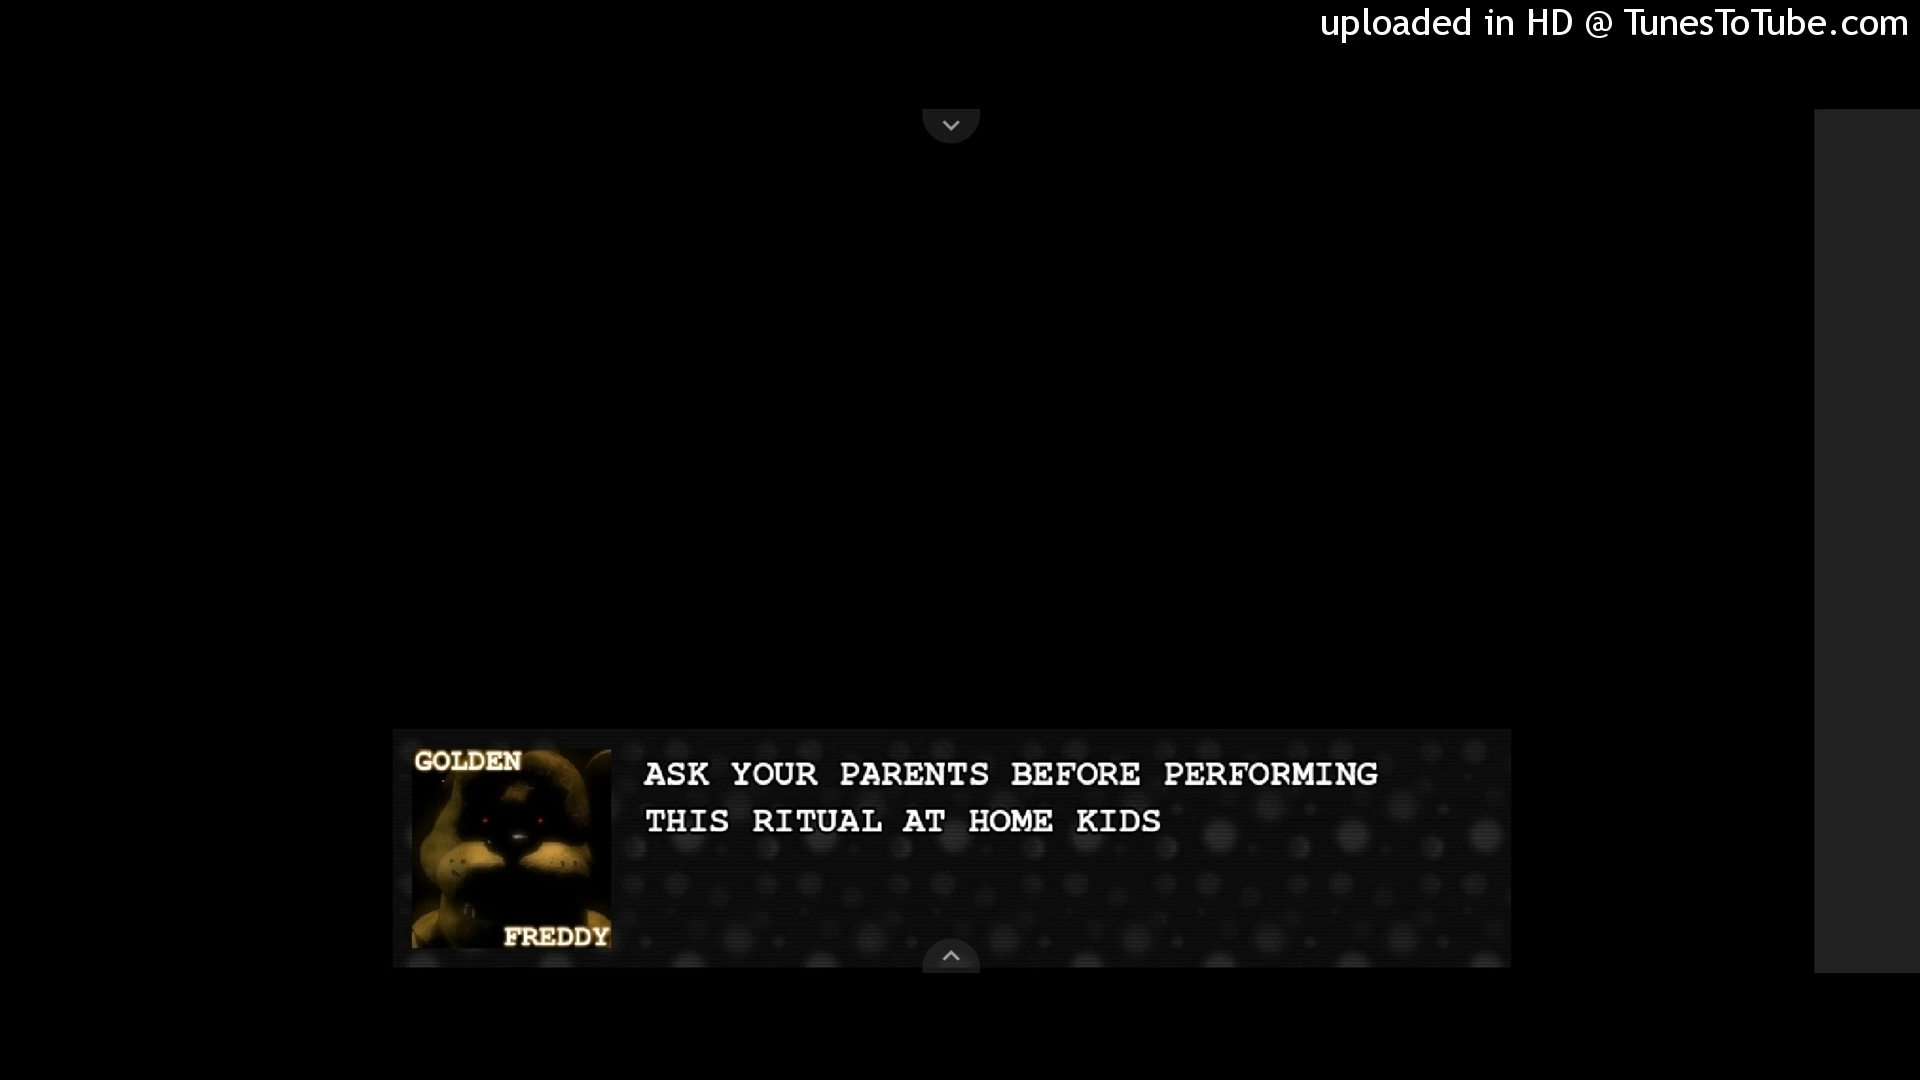 uploaded in HD @ TunesToTube.com
GOLDEN
FREDDY
ASK YOUR PARENTS BEFORE PERFORMING
THIS RITUAL AT HOME KIDS